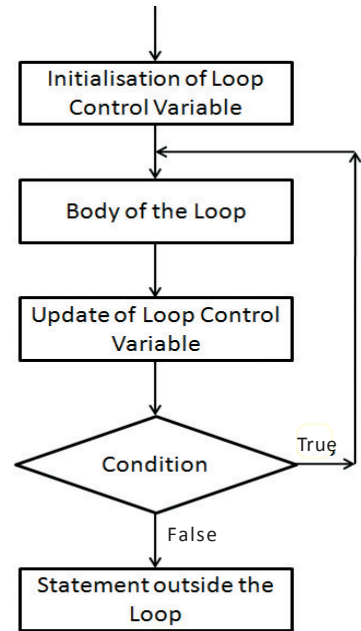 Initialisation of Loop
Control Variable
Body of the Loop
Update of Loop Control
Variable
Condition
True
False
Statement outside the
Loop